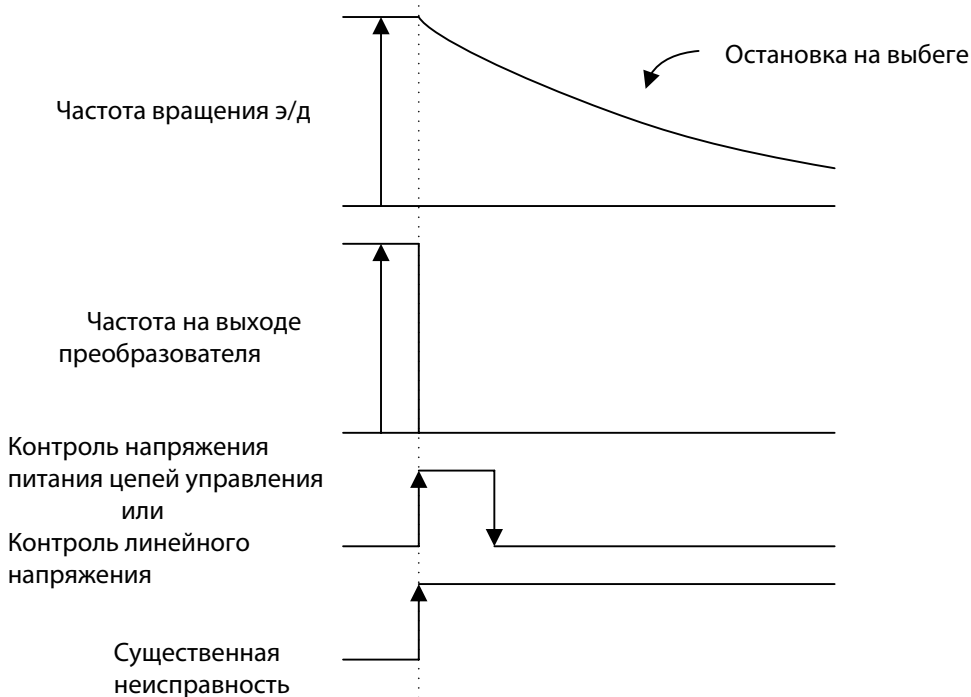 Остановка на выбеге
Частота вращения э/д
Частота на выходе
преобразователя
Контроль напряжения
питания цепей управления
или
Контроль линейного
напряжения
Существенная
неисправность